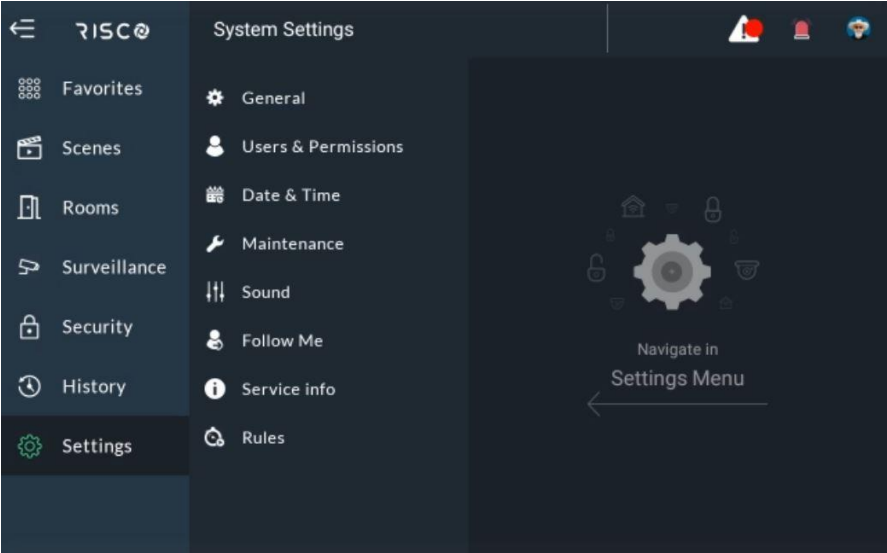 RISCO
System Settings
Favorites
Scenes
Rooms
Surveillance
Security
History
Settings
General
Users & Permissions
Date & Time
Maintenance
Sound
Follow Me
Service info
Rules
Navigate in
Settings Menu